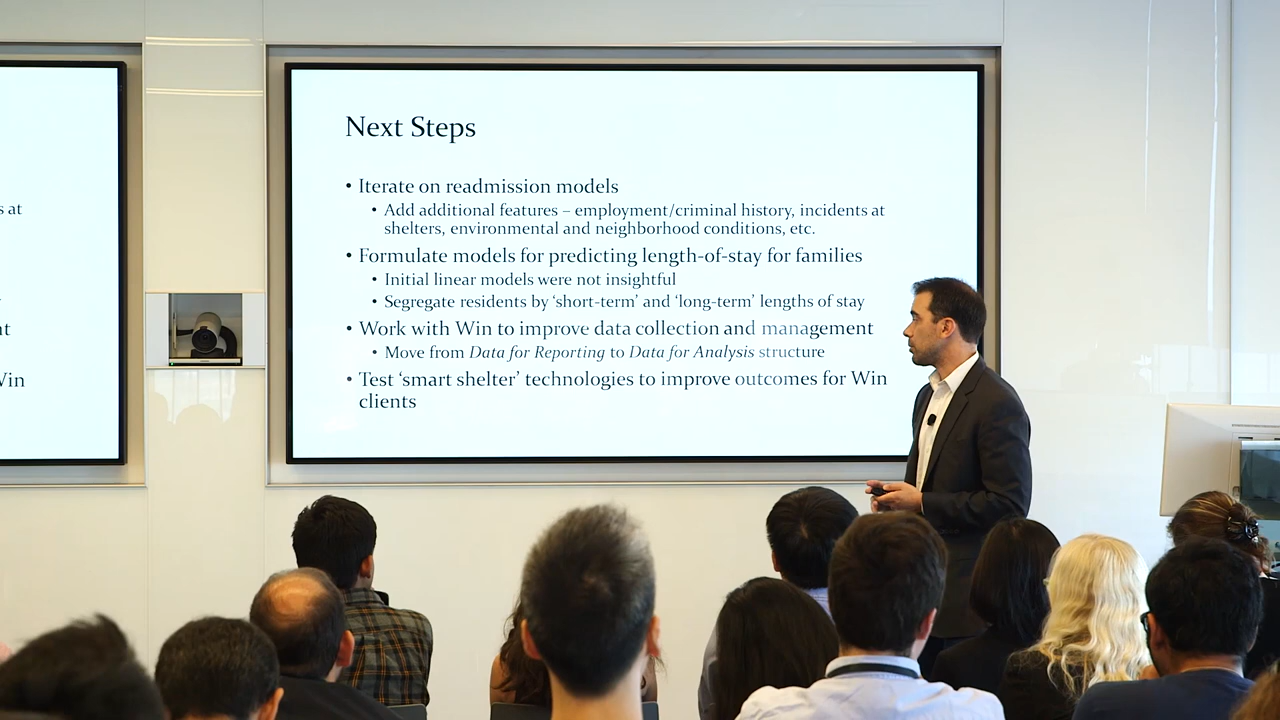 s at
nt
Win
Next Steps
• Iterate on readmission models
• Add additional features – employment/criminal history, incidents at
shelters, environmental and neighborhood conditions, etc.
• Formulate models for predicting length-of-stay for families
• Initial linear models were not insightful
• Segregate residents by ‘short-term’ and ‘long-term’ lengths of stay
• Work with Win to improve data collection and management
• Move from Data for Reporting to Data for Analysis structure
• Test ‘smart shelter’ technologies to improve outcomes for Win
clients